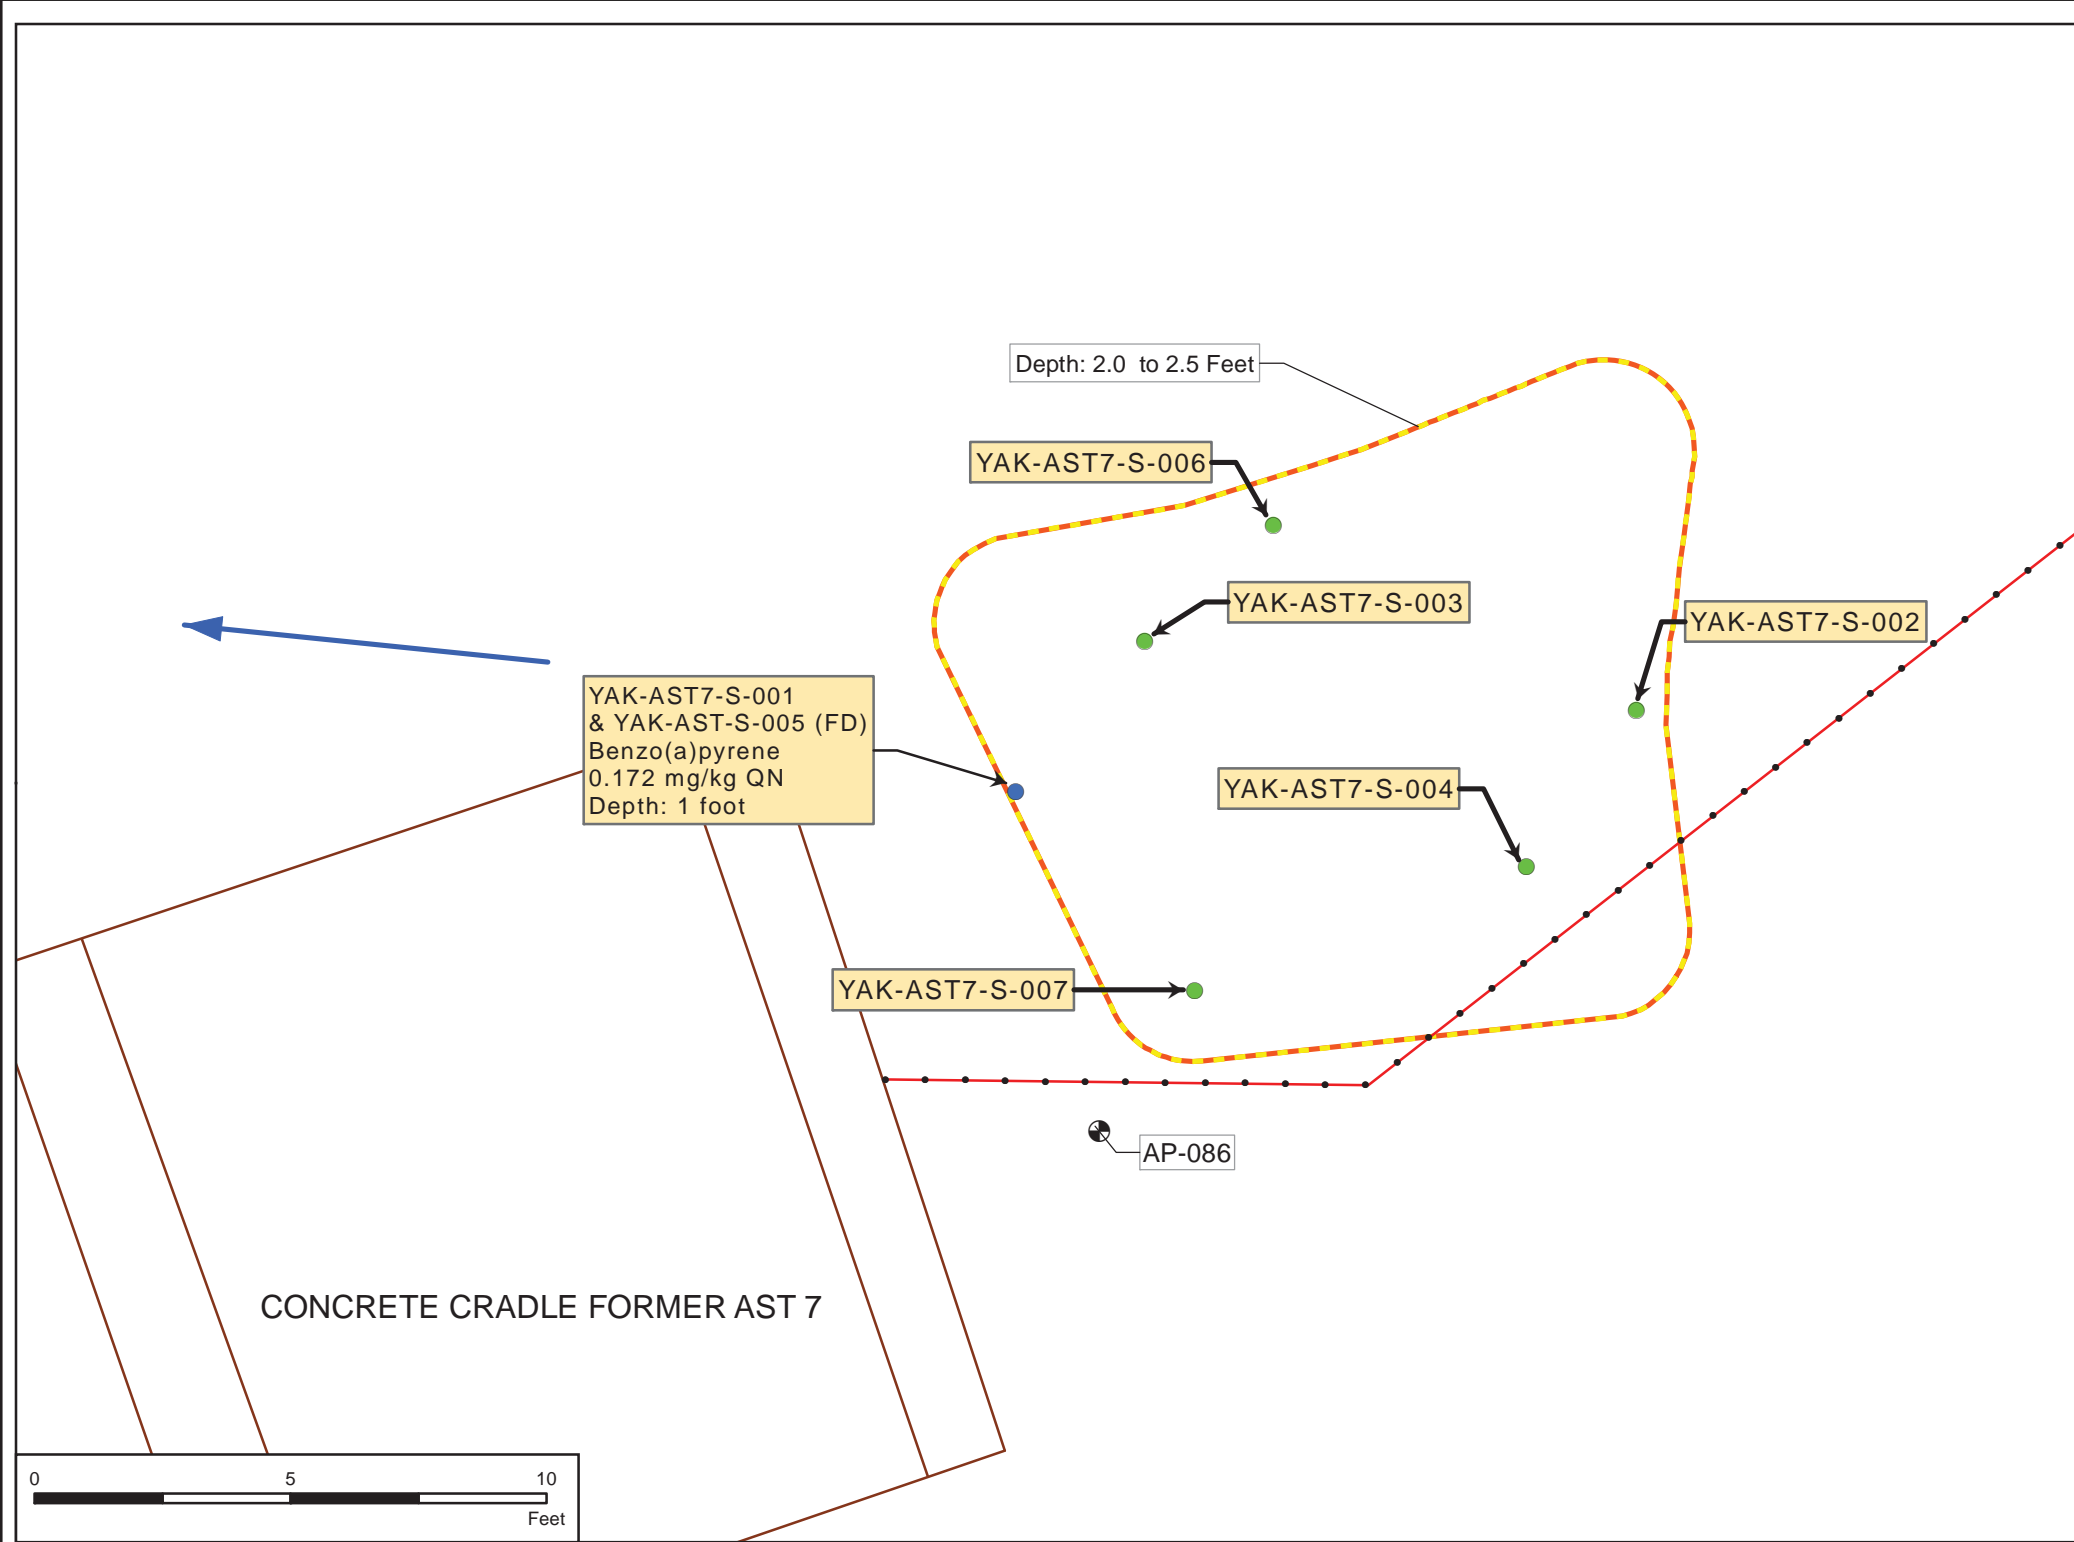 Depth: 2.0  to 2.5 Feet
YAK-AST7-S-006
YAK-AST7-S-003
YAK-AST7-S-002
YAK-AST7-S-001
& YAK-AST-S-005 (FD)
Benzo(a)pyrene
0.172 mg/kg QN
Depth: 1 foot
YAK-AST7-S-004
YAK-AST7-S-007
AP-086
CONCRETE CRADLE FORMER AST 7
0 5 10
Feet